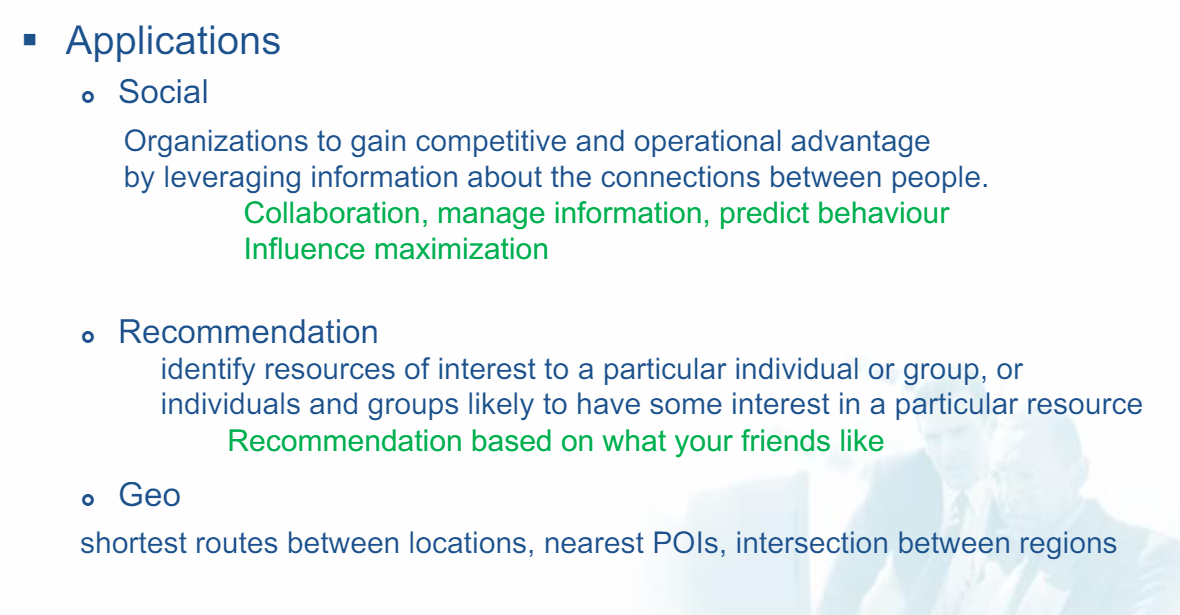 ▪ Applications
o Social
Organizations to gain competitive and operational advantage
by leveraging information about the connections between people.
Collaboration, manage information, predict behaviour
Influence maximization
o Recommendation
identify resources of interest to a particular individual or group, or
individuals and groups likely to have some interest in a particular resource
Recommendation based on what your friends like
o Geo
shortest routes between locations, nearest POIs, intersection between regions